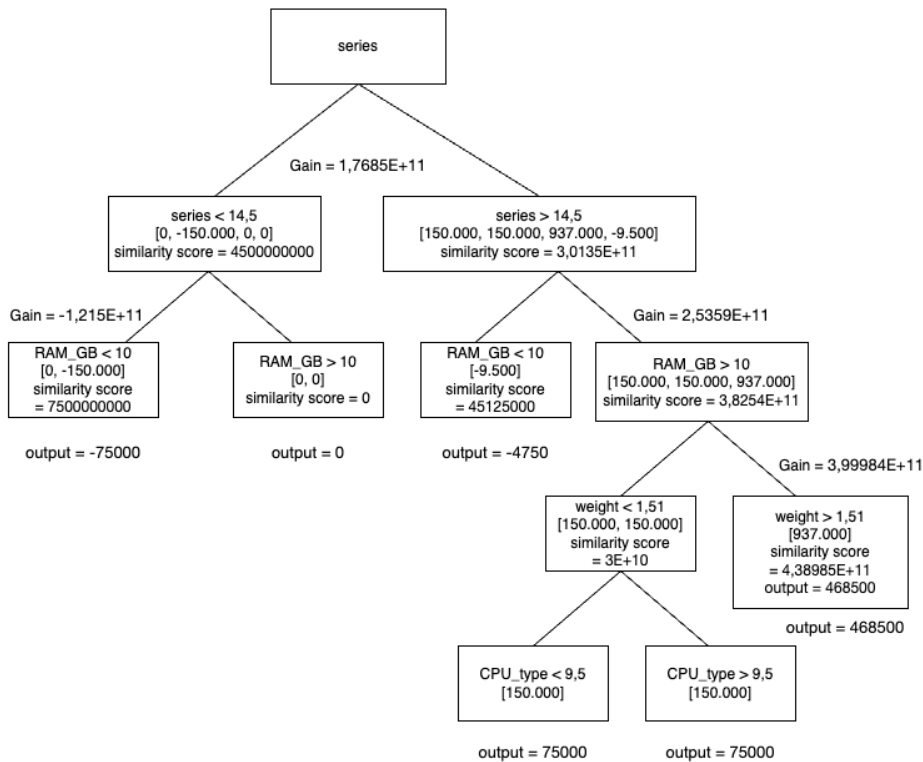 series
Gain = 1,7685E+11
series < 14,5
[0, -150.000, 0, 0]
similarity score = 4500000000
series > 14,5
[150.000, 150.000, 937.000, -9.500]
similarity score = 3,0135E+11
Gain = -1,215E+11
Gain = 2,5359E+11
RAM_GB < 10
[0, -150.000]
similarity score
= 7500000000
RAM_GB > 10
[0, 0]
similarity score = 0
RAM_GB < 10
[-9.500]
similarity score
= 45125000
RAM_GB > 10
[150.000, 150.000, 937.000]
similarity score = 3,8254E+11
output = -75000
output = 0
output = -4750
Gain = 3,99984E+11
weight < 1,51
[150.000, 150.000]
similarity score
= 3E+10
weight > 1,51
[937.000]
similarity score
= 4,38985E+11
output = 468500
output = 468500
CPU_type < 9,5
[150.000]
CPU_type > 9,5
[150.000]
output = 75000
output = 75000